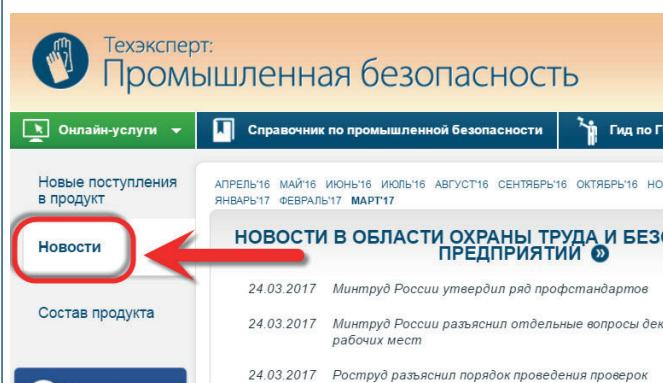 Техэксперт:
Промышленная безопасность
Онлайн-услуги
Справочник по промышленной безопасности
Гид по
Новые поступления
в продукт
АПРЕЛЬ'16 МАЙ'16 ИЮНЬ'16 ИЮЛЬ'16 АВГУСТ'16 СЕНТЯБРЬ'16 ОКТЯБРЬ'16
ЯНВАРЬ'17 ФЕВРАЛЬ'17 МАРТ'17
Новости
НОВОСТИ В ОБЛАСТИ ОХРАНЫ ТРУДА И
ПРЕДПРИЯТИЙ
24.03.2017 Минтруд России утвердил ряд профстандартов
Состав продукта
24.03.2017 Минтруд России разъяснил отдельные вопросы
рабочих мест
24.03.2017 Роструд разъяснил порядок проведения проверок